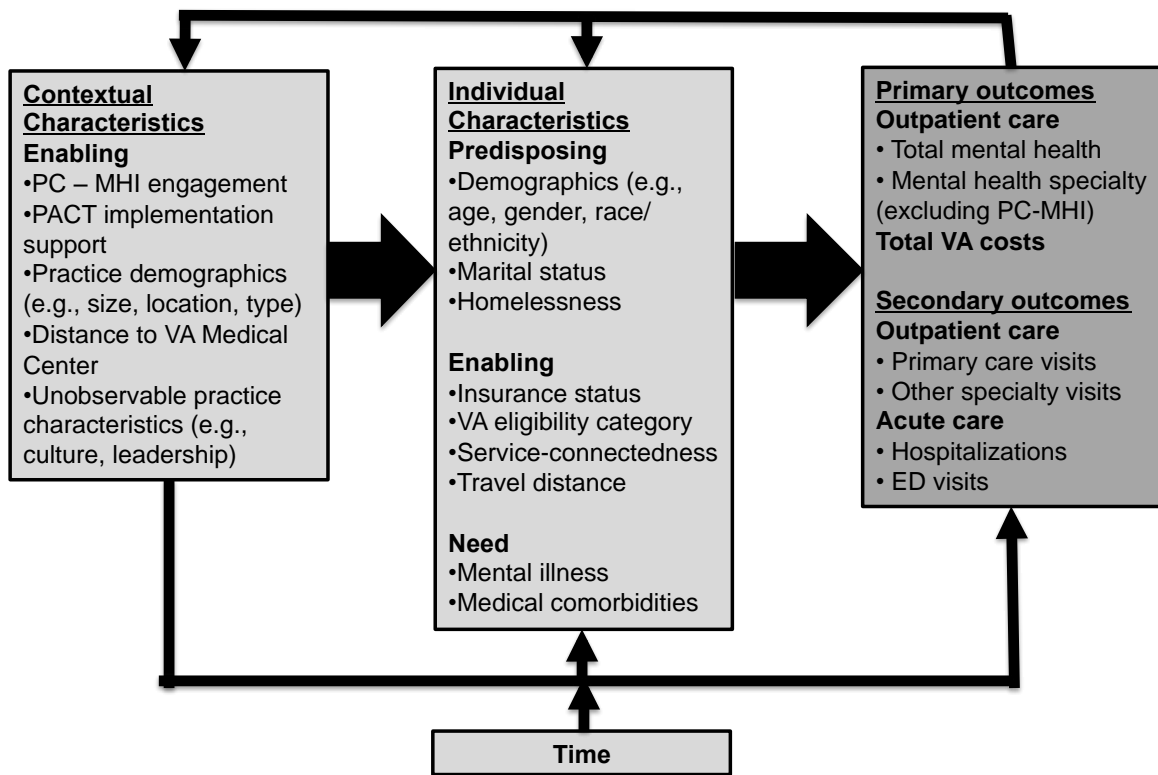 Contextual
Characteristics
Enabling
•PC – MHI engagement
•PACT implementation
support
•Practice demographics
(e.g., size, location, type)
•Distance to VA Medical
Center
•Unobservable practice
characteristics (e.g.,
culture, leadership)
Individual
Characteristics
Predisposing
•Demographics (e.g.,
age, gender, race/
ethnicity)
•Marital status
•Homelessness
Enabling
•Insurance status
•VA eligibility category
•Service-connectedness
•Travel distance
Need
•Mental illness
•Medical comorbidities
Primary outcomes
Outpatient care
• Total mental health
• Mental health specialty
(excluding PC-MHI)
Total VA costs
Secondary outcomes
Outpatient care
• Primary care visits
• Other specialty visits
Acute care
• Hospitalizations
• ED visits
Time